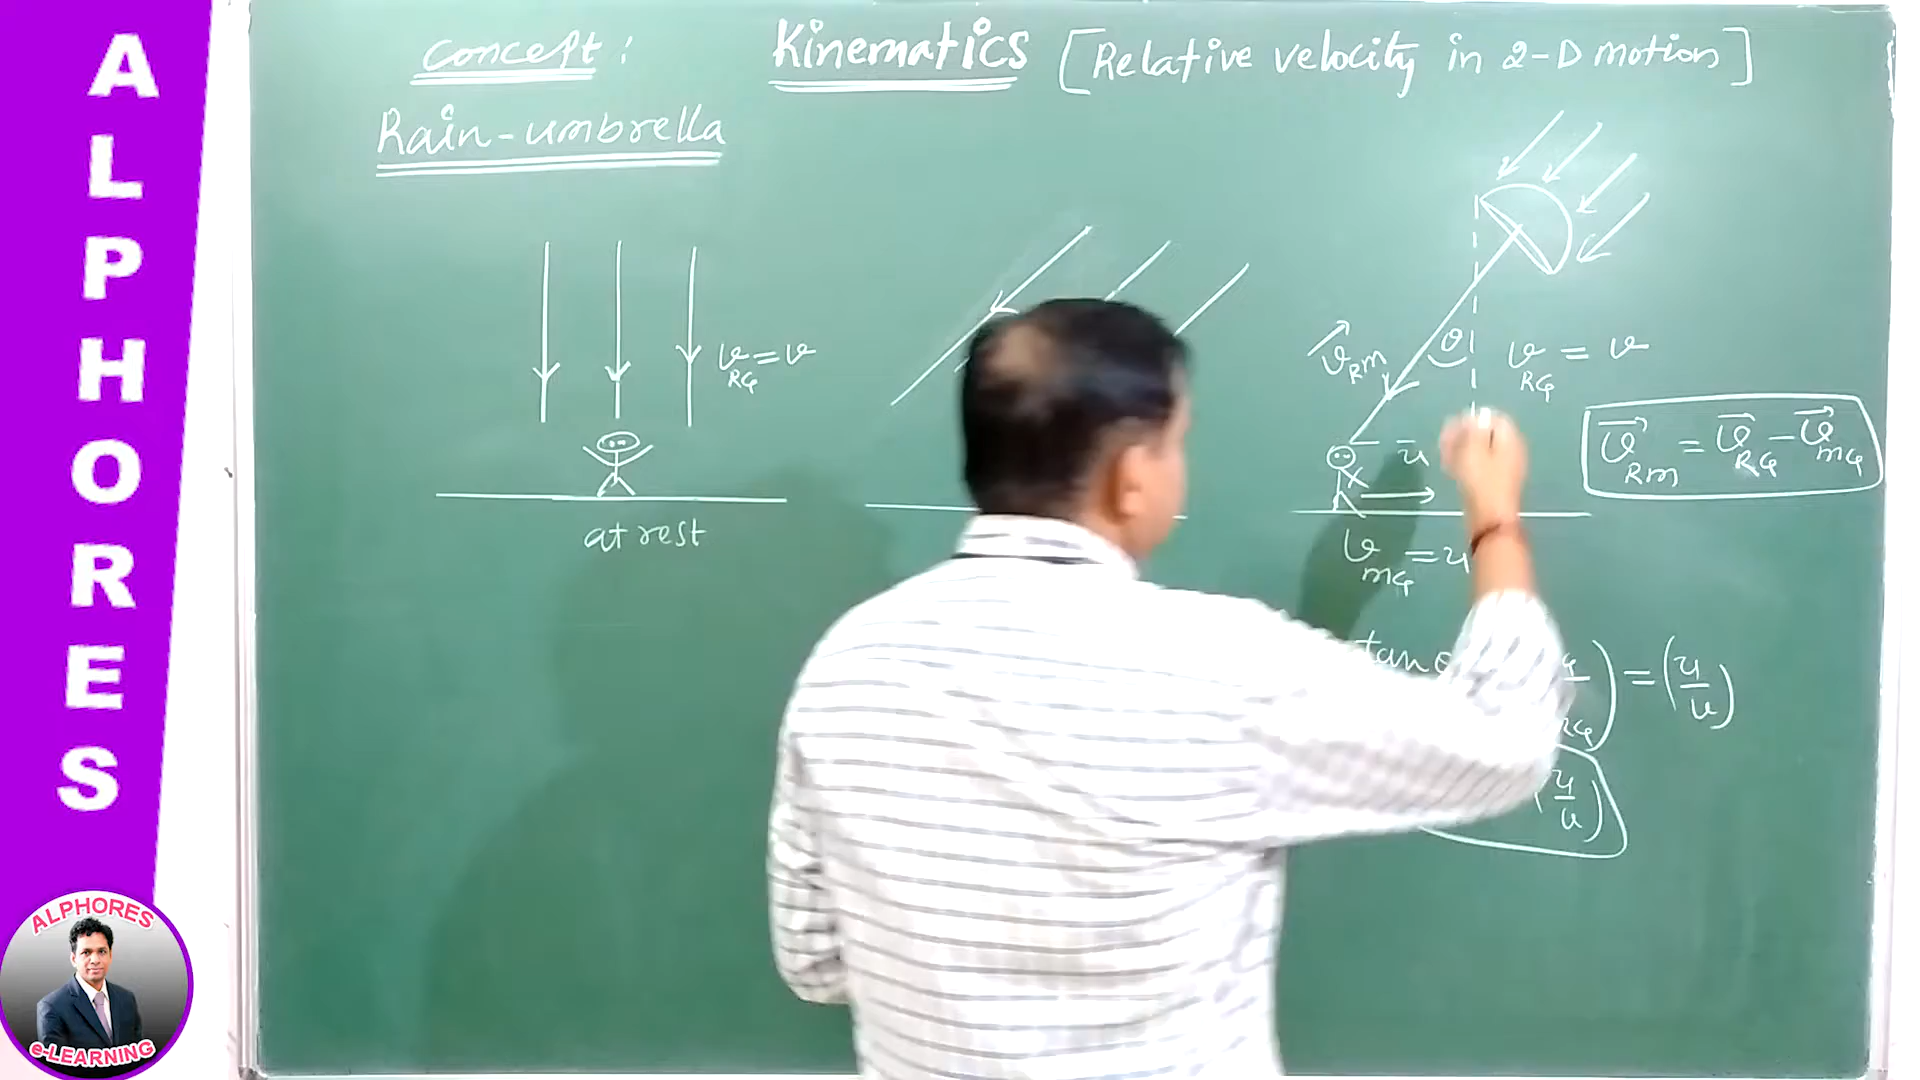 ALPHORES
ALPHORES
e-LEARNING
Concept:
Kinematics [Relative velocity in 2-D motion]
Rain-umbrella
v_RG = v
at rest
θ
v⃗_Rm
v_RG = v
u
v⃗_Rm = v⃗_RG - v⃗_mG
v_mG = u
tan
) = (u/v)
(u/v)